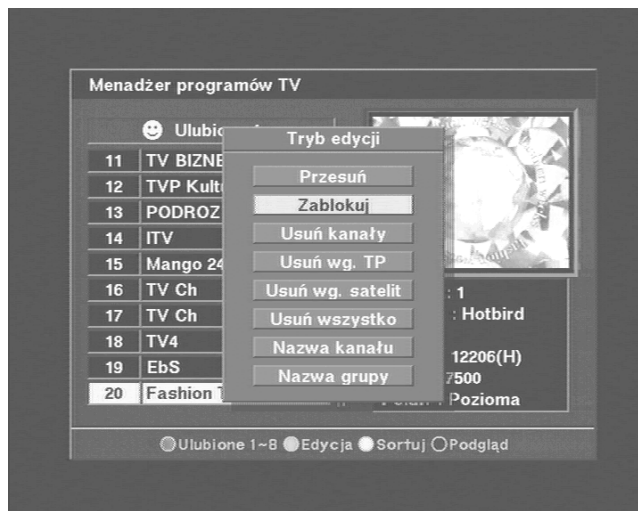 Menadżer programów TV
Tryb edycji
Przesuń
Zablokuj
Usuń kanały
Usuń wg. TP
Usuń wg. satelit
Usuń wszystko
Nazwa kanału
Nazwa grupy
11 TV BIZNE
12 TVP Kult
13 PODROZ
14 ITV
15 Mango 24
16 TV Ch
17 TV Ch
18 TV4
19 EbS
20 Fashion
: 1
: Hotbird
12206(H)
7500
: Pozioma
Ulubione 1~8 Edycja Sortuj Podgląd